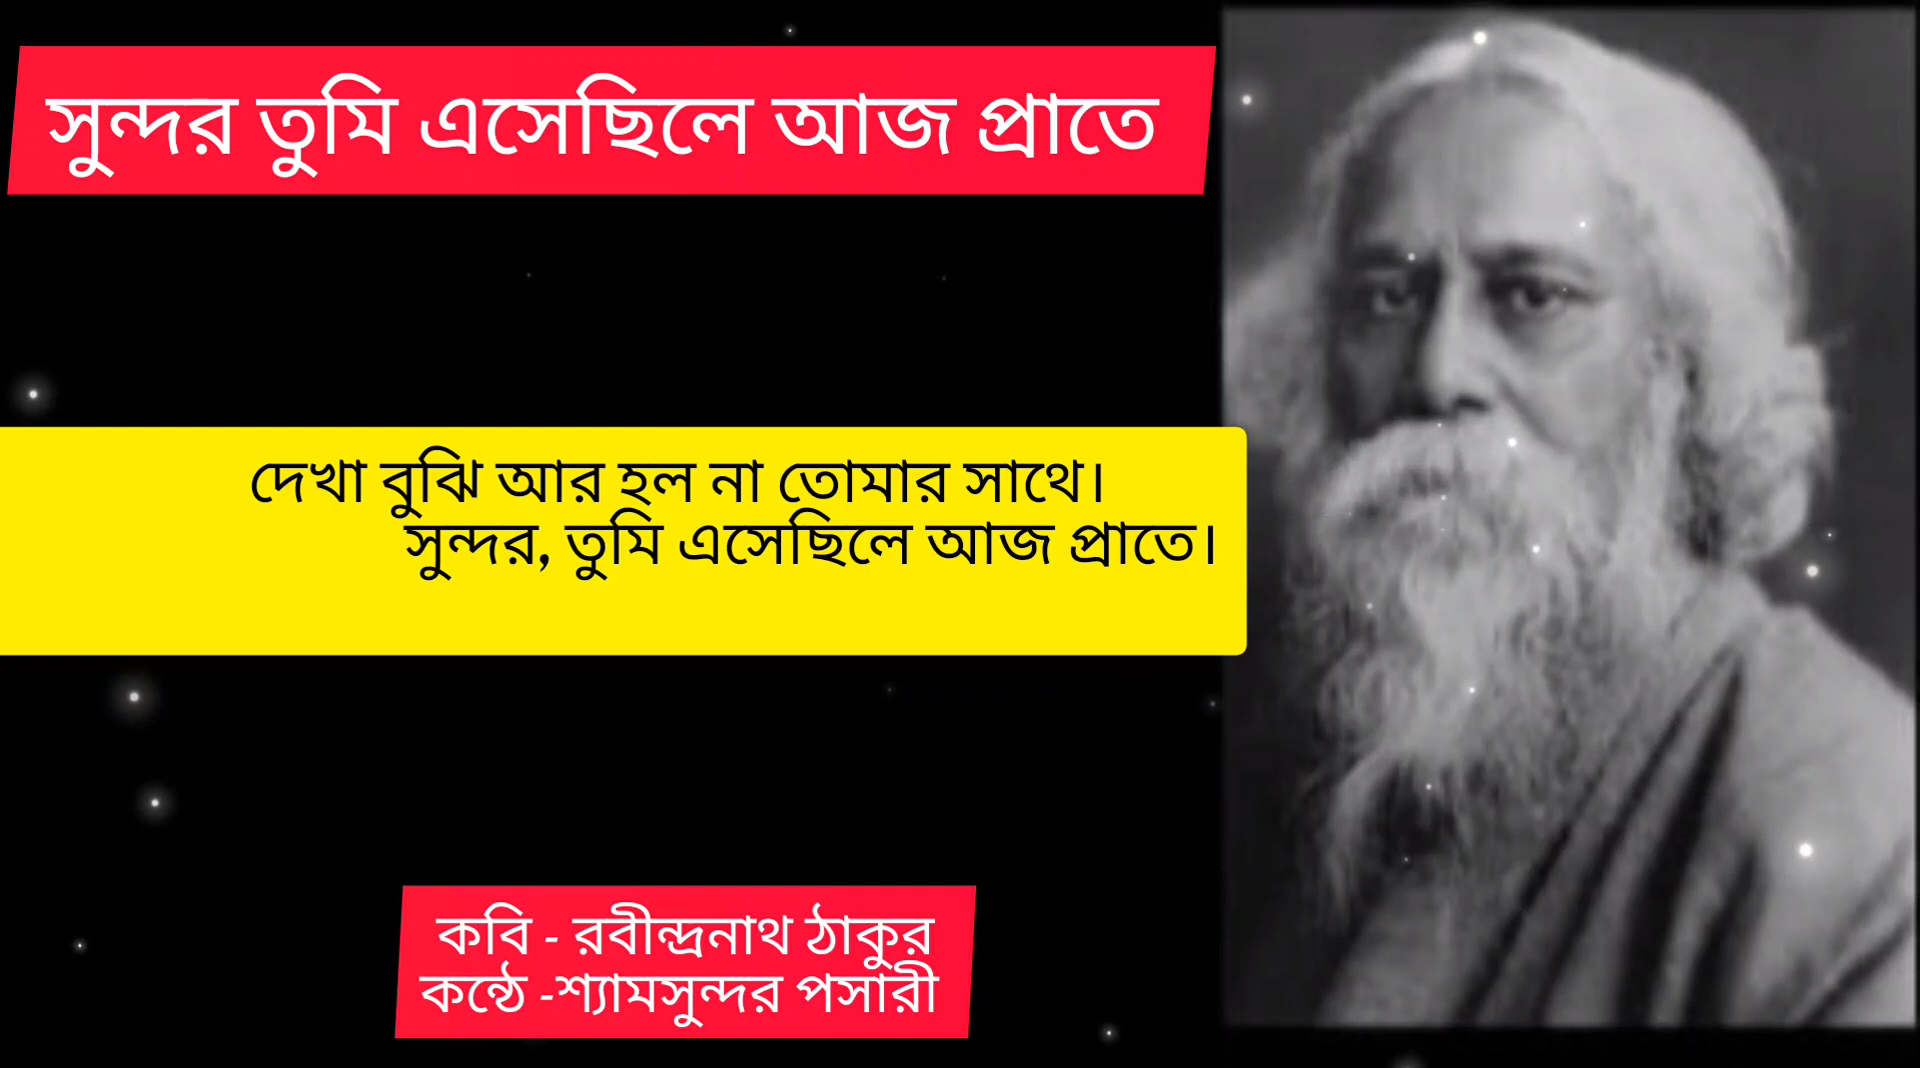 সুন্দর তুমি এসেছিলে আজ প্রাতে
দেখা বুঝি আর হল না তোমার সাথে।
সুন্দর, তুমি এসেছিলে আজ প্রাতে।
কবি - রবীন্দ্রনাথ ঠাকুর
কন্ঠে -শ্যামসুন্দর পসারী